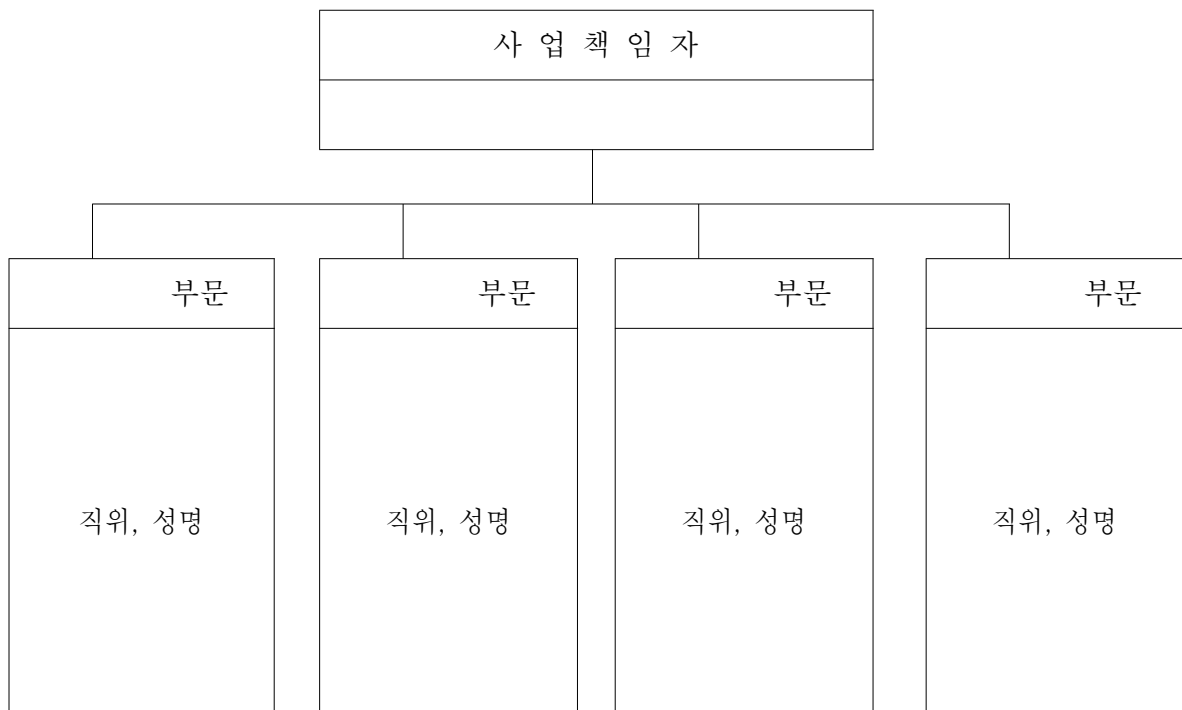 사 업 책 임 자
부문 부문 부문 부문
직위, 성명 직위, 성명 직위, 성명 직위, 성명